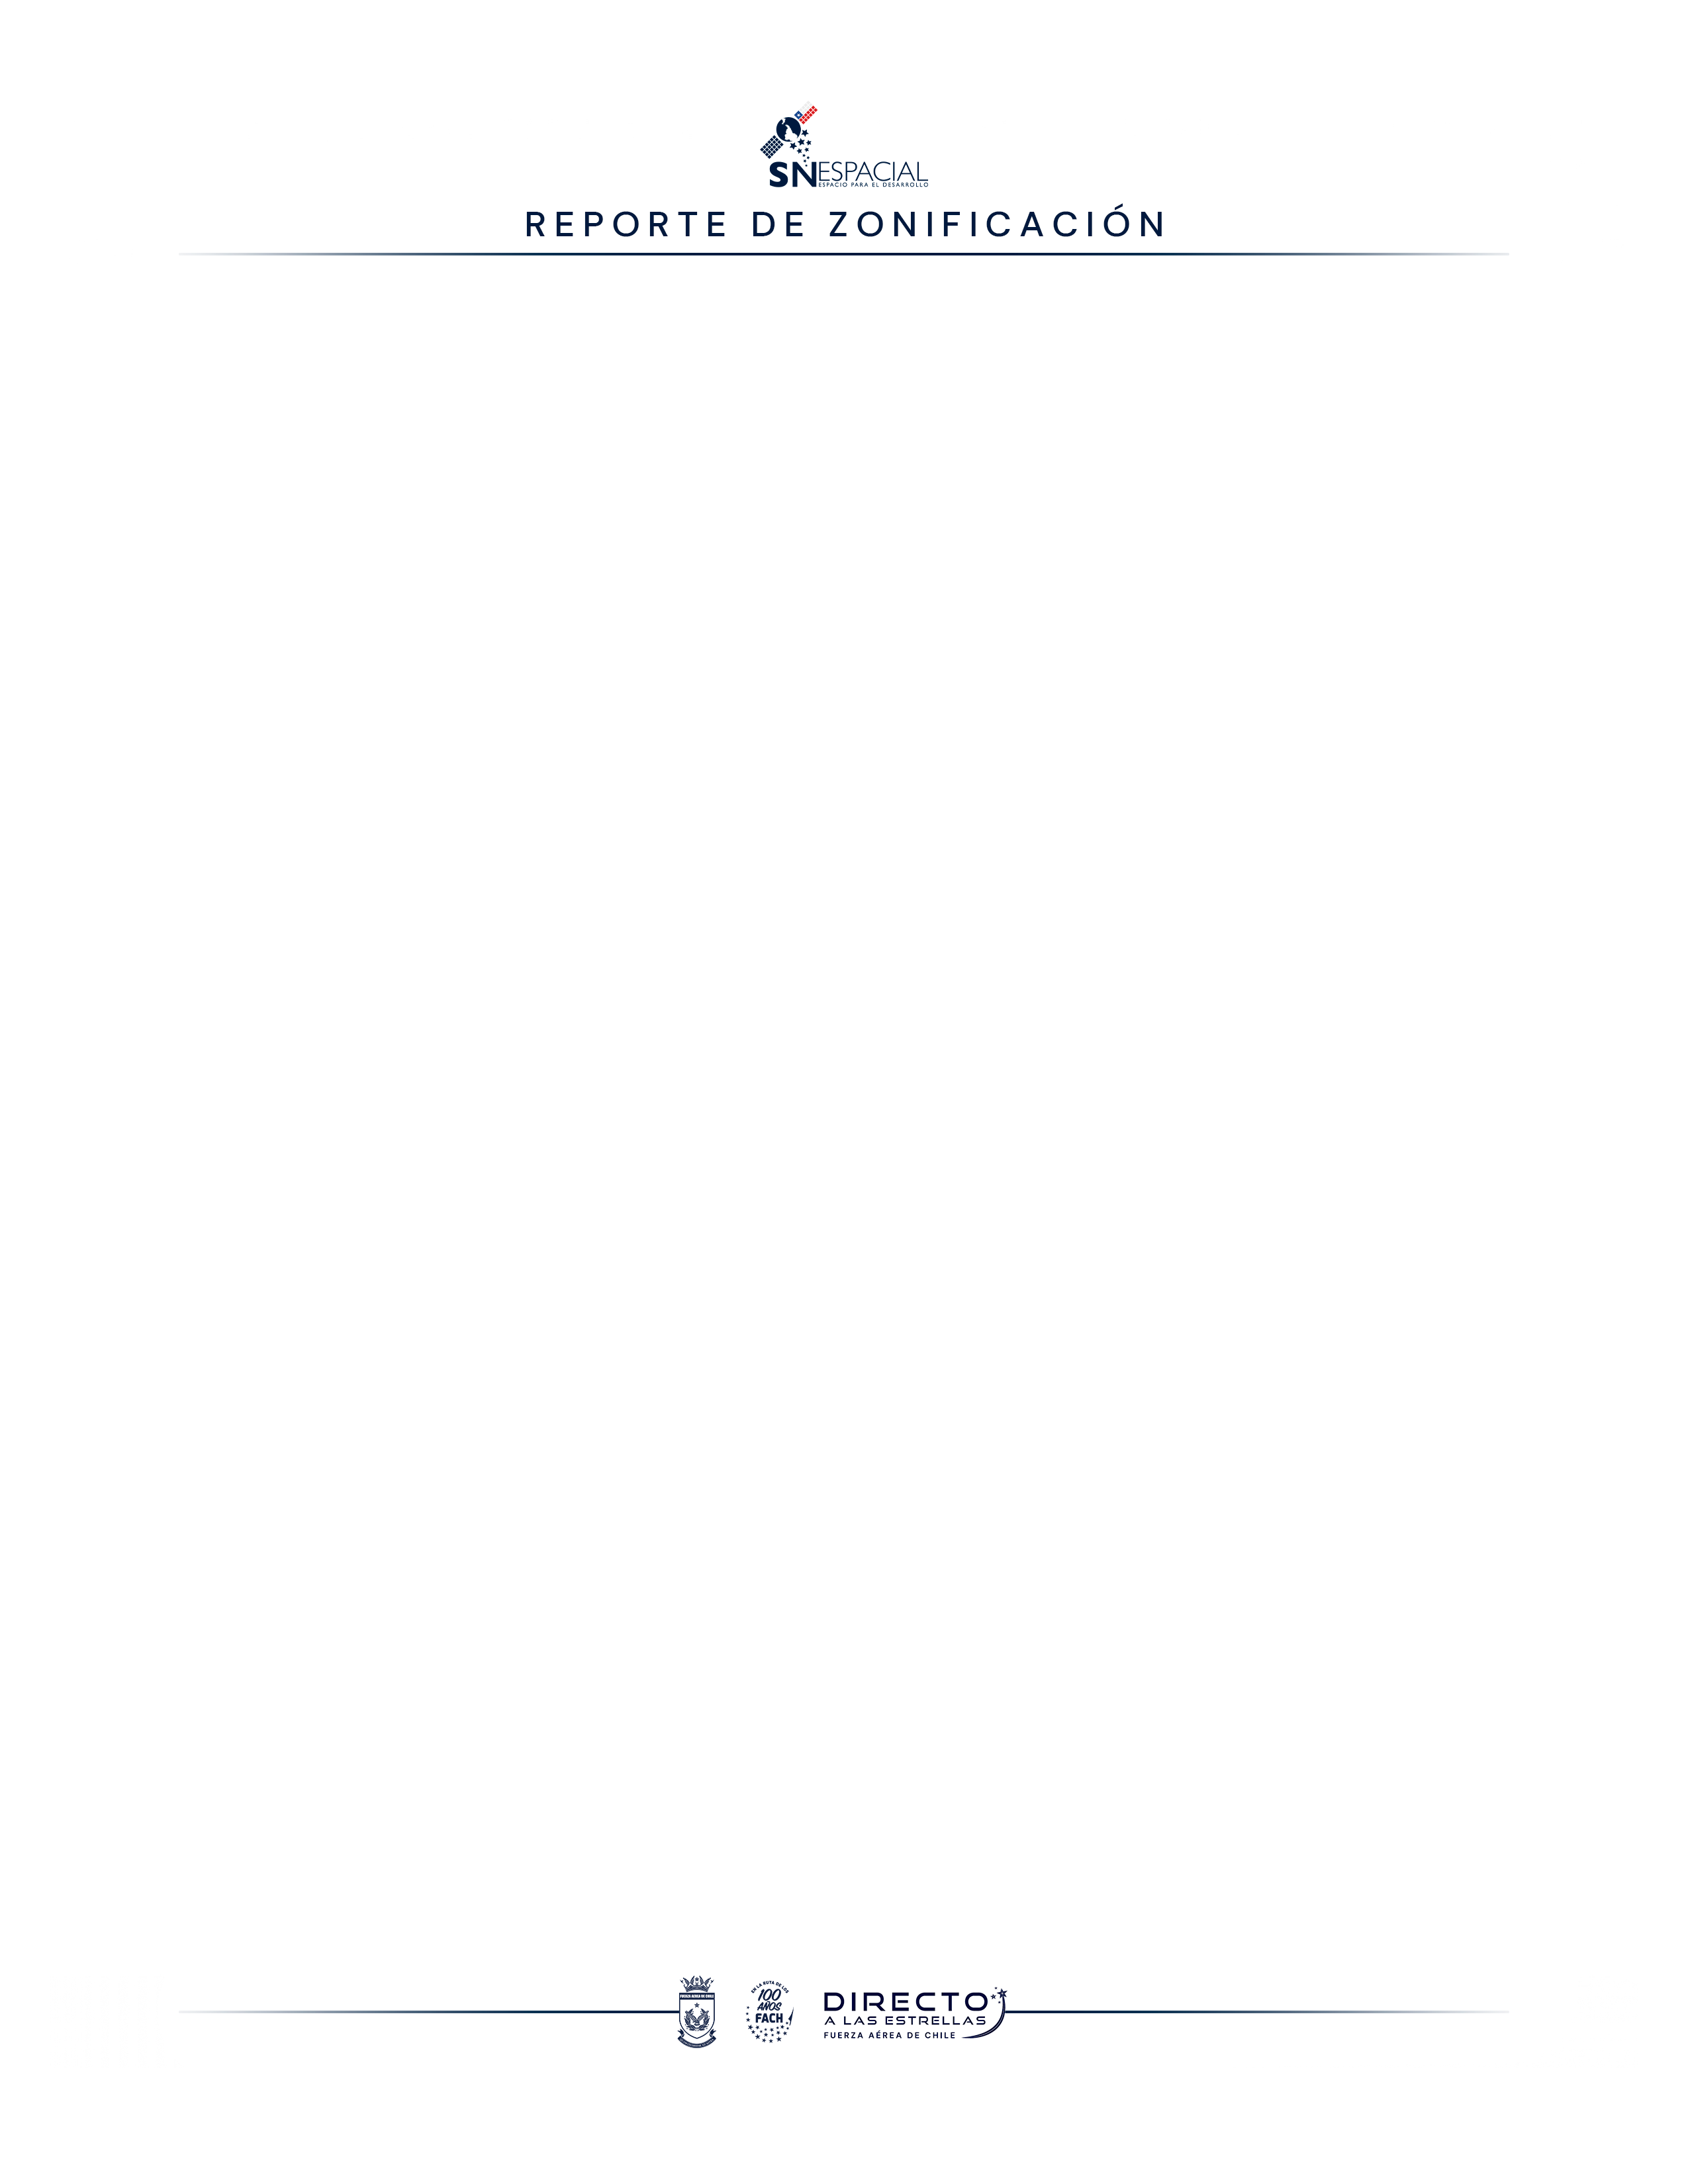 SNESPACIAL
ESPACIO PARA EL DESARROLLO
REPORTE DE ZONIFICACIÓN
FUERZA AEREA DE CHILE
EN LA RUTA DE LOS
100
AÑOS
FACH
DIRECTO
A LAS ESTRELLAS
FUERZA AÉREA DE CHILE